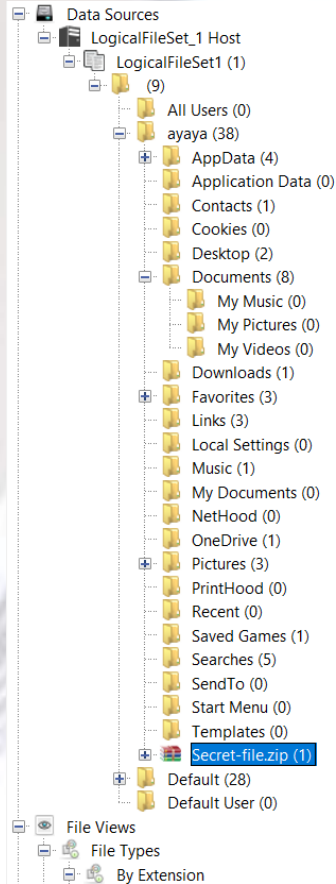 Data Sources
LogicalFileSet_1 Host
LogicalFileSet1 (1)
(9)
All Users (0)
ayaya (38)
AppData (4)
Application Data (0)
Contacts (1)
Cookies (0)
Desktop (2)
Documents (8)
My Music (0)
My Pictures (0)
My Videos (0)
Downloads (1)
Favorites (3)
Links (3)
Local Settings (0)
Music (1)
My Documents (0)
NetHood (0)
OneDrive (1)
Pictures (3)
PrintHood (0)
Recent (0)
Saved Games (1)
Searches (5)
SendTo (0)
Start Menu (0)
Templates (0)
Secret-file.zip (1)
Default (28)
Default User (0)
File Views
File Types
By Extension